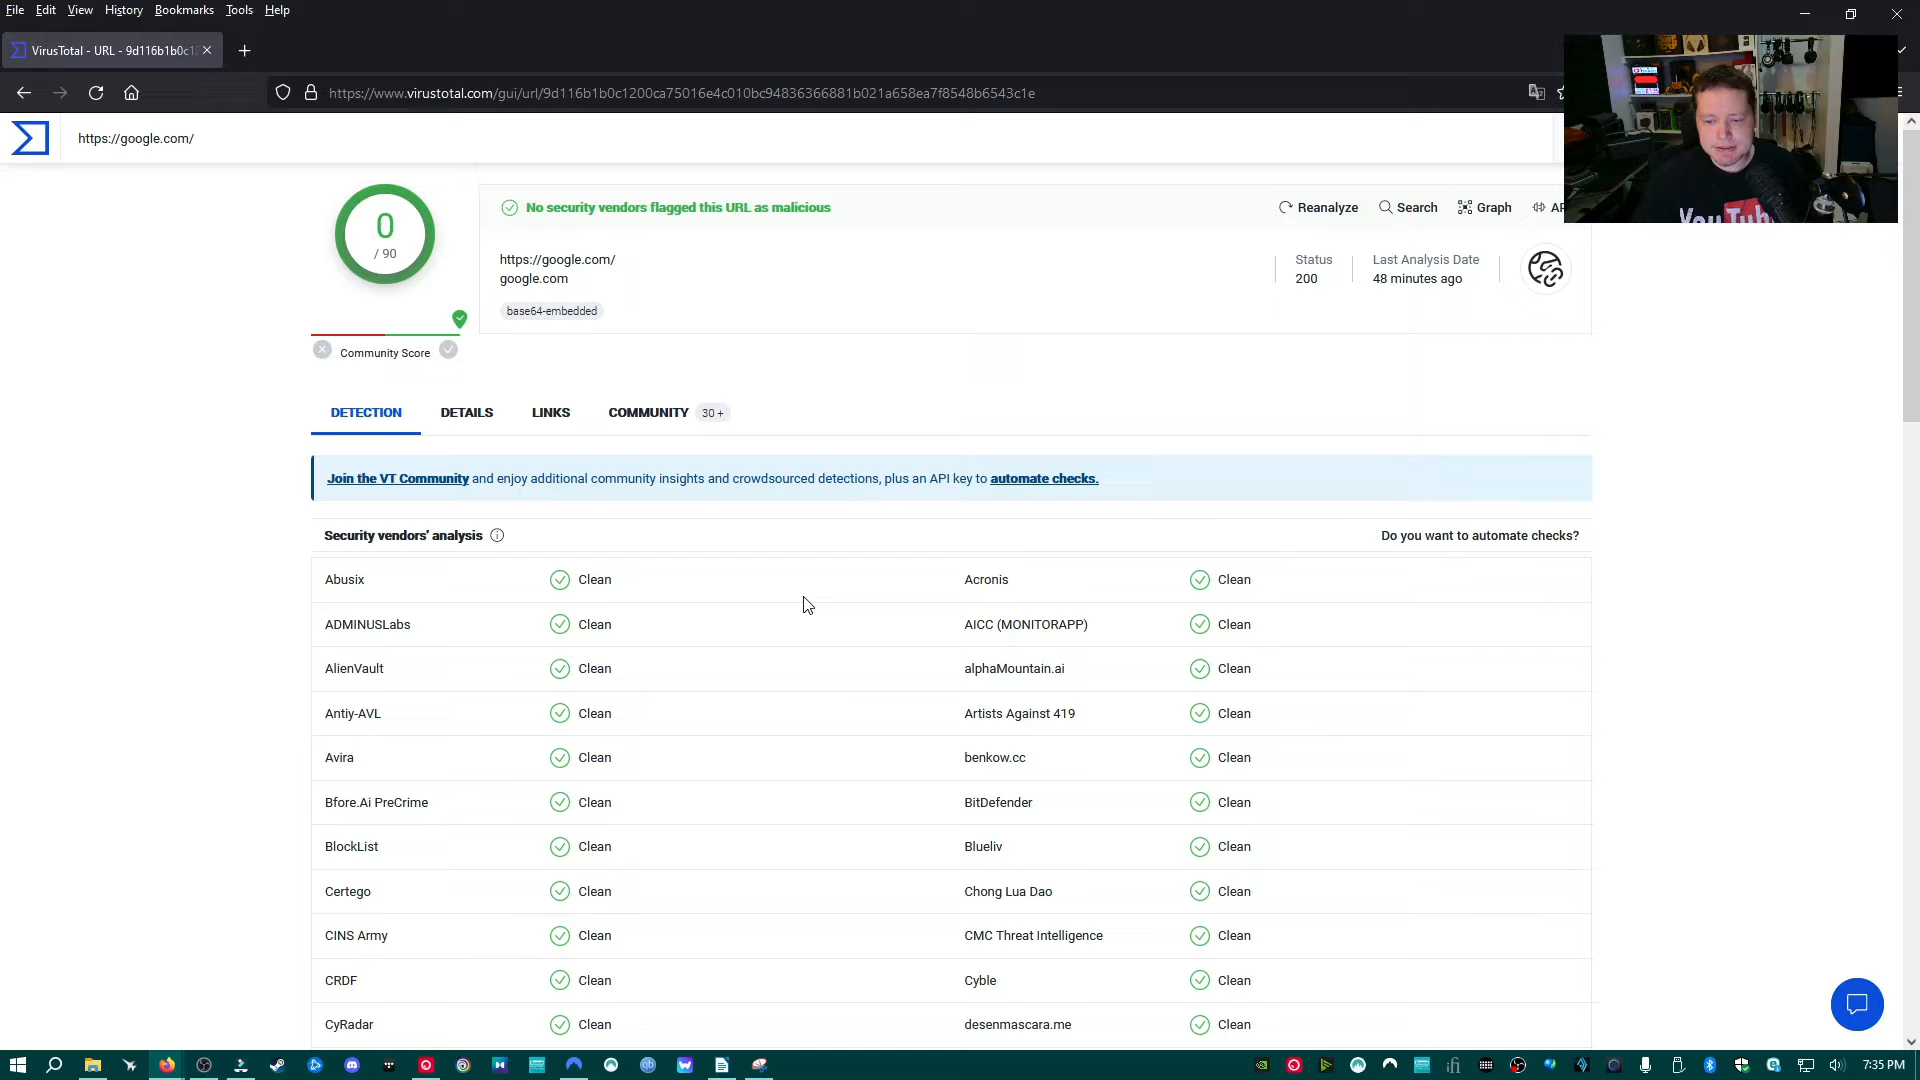 File Edit View History Bookmarks Tools Help
VirusTotal - URL - 9d116b1b0c1
https://www.virustotal.com/gui/url/9d116b1b0c1200ca75016e4c010bc94836366881b021a658ea7f8548b6543c1e
https://google.com/
0
/ 90
No security vendors flagged this URL as malicious
Reanalyze Search Graph AP
https://google.com/
google.com
base64-embedded
Status
200
Last Analysis Date
48 minutes ago
Community Score
YouTub
DETECTION DETAILS LINKS COMMUNITY 30 +
Join the VT Community and enjoy additional community insights and crowdsourced detections, plus an API key to automate checks.
Security vendors' analysis Do you want to automate checks?
Abusix Clean Acronis Clean
ADMINUSLabs Clean AICC (MONITORAPP) Clean
AlienVault Clean alphaMountain.ai Clean
Antiy-AVL Clean Artists Against 419 Clean
Avira Clean benkow.cc Clean
Bfore.Ai PreCrime Clean BitDefender Clean
BlockList Clean Blueliv Clean
Certego Clean Chong Lua Dao Clean
CINS Army Clean CMC Threat Intelligence Clean
CRDF Clean Cyble Clean
CyRadar Clean desenmascara.me Clean
7:35 PM